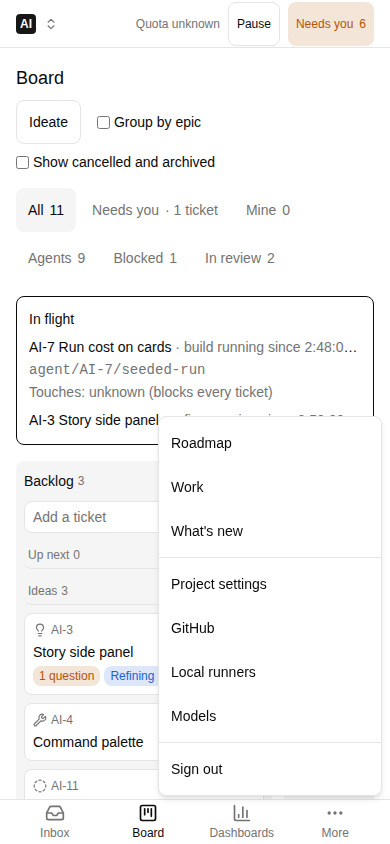 AI
Quota unknown
Pause
Needs you 6
Board
Ideate
Group by epic
Show cancelled and archived
All 11
Needs you · 1 ticket
Mine 0
Agents 9
Blocked 1
In review 2
In flight
AI-7 Run cost on cards · build running since 2:48:0…
agent/AI-7/seeded-run
Touches: unknown (blocks every ticket)
AI-3 Story side panel
Backlog 3
Add a ticket
Up next 0
Ideas 3
AI-3
Story side panel
1 question
Refining
AI-4
Command palette
AI-11
Roadmap
Work
What's new
Project settings
GitHub
Local runners
Models
Sign out
Inbox
Board
Dashboards
More